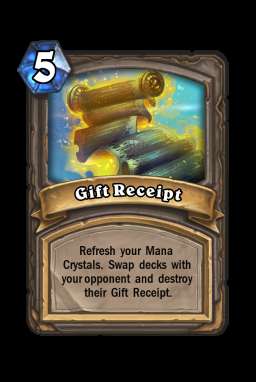 5
Gift Receipt
Refresh your Mana
Crystals. Swap decks with
your opponent and destroy
their Gift Receipt.